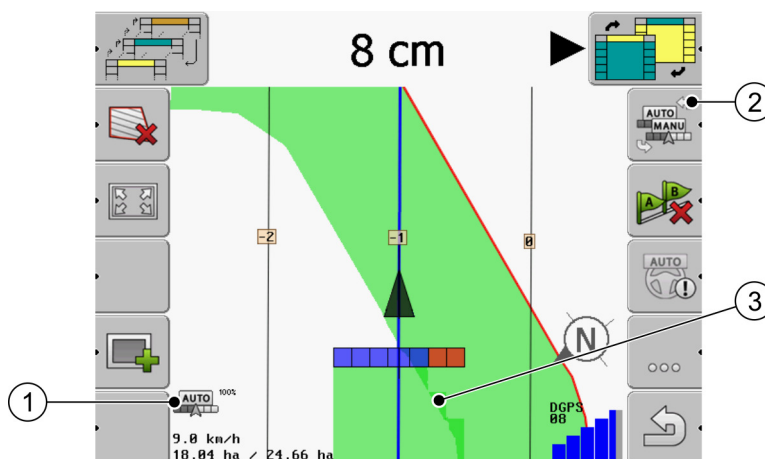 8 cm
2
AUTO
MANU
A B
-2
-1
0
AUTO
3
N
1
AUTO 100%
DGPS
08
9.0 km/h
18.04 ha / 24.66 ha